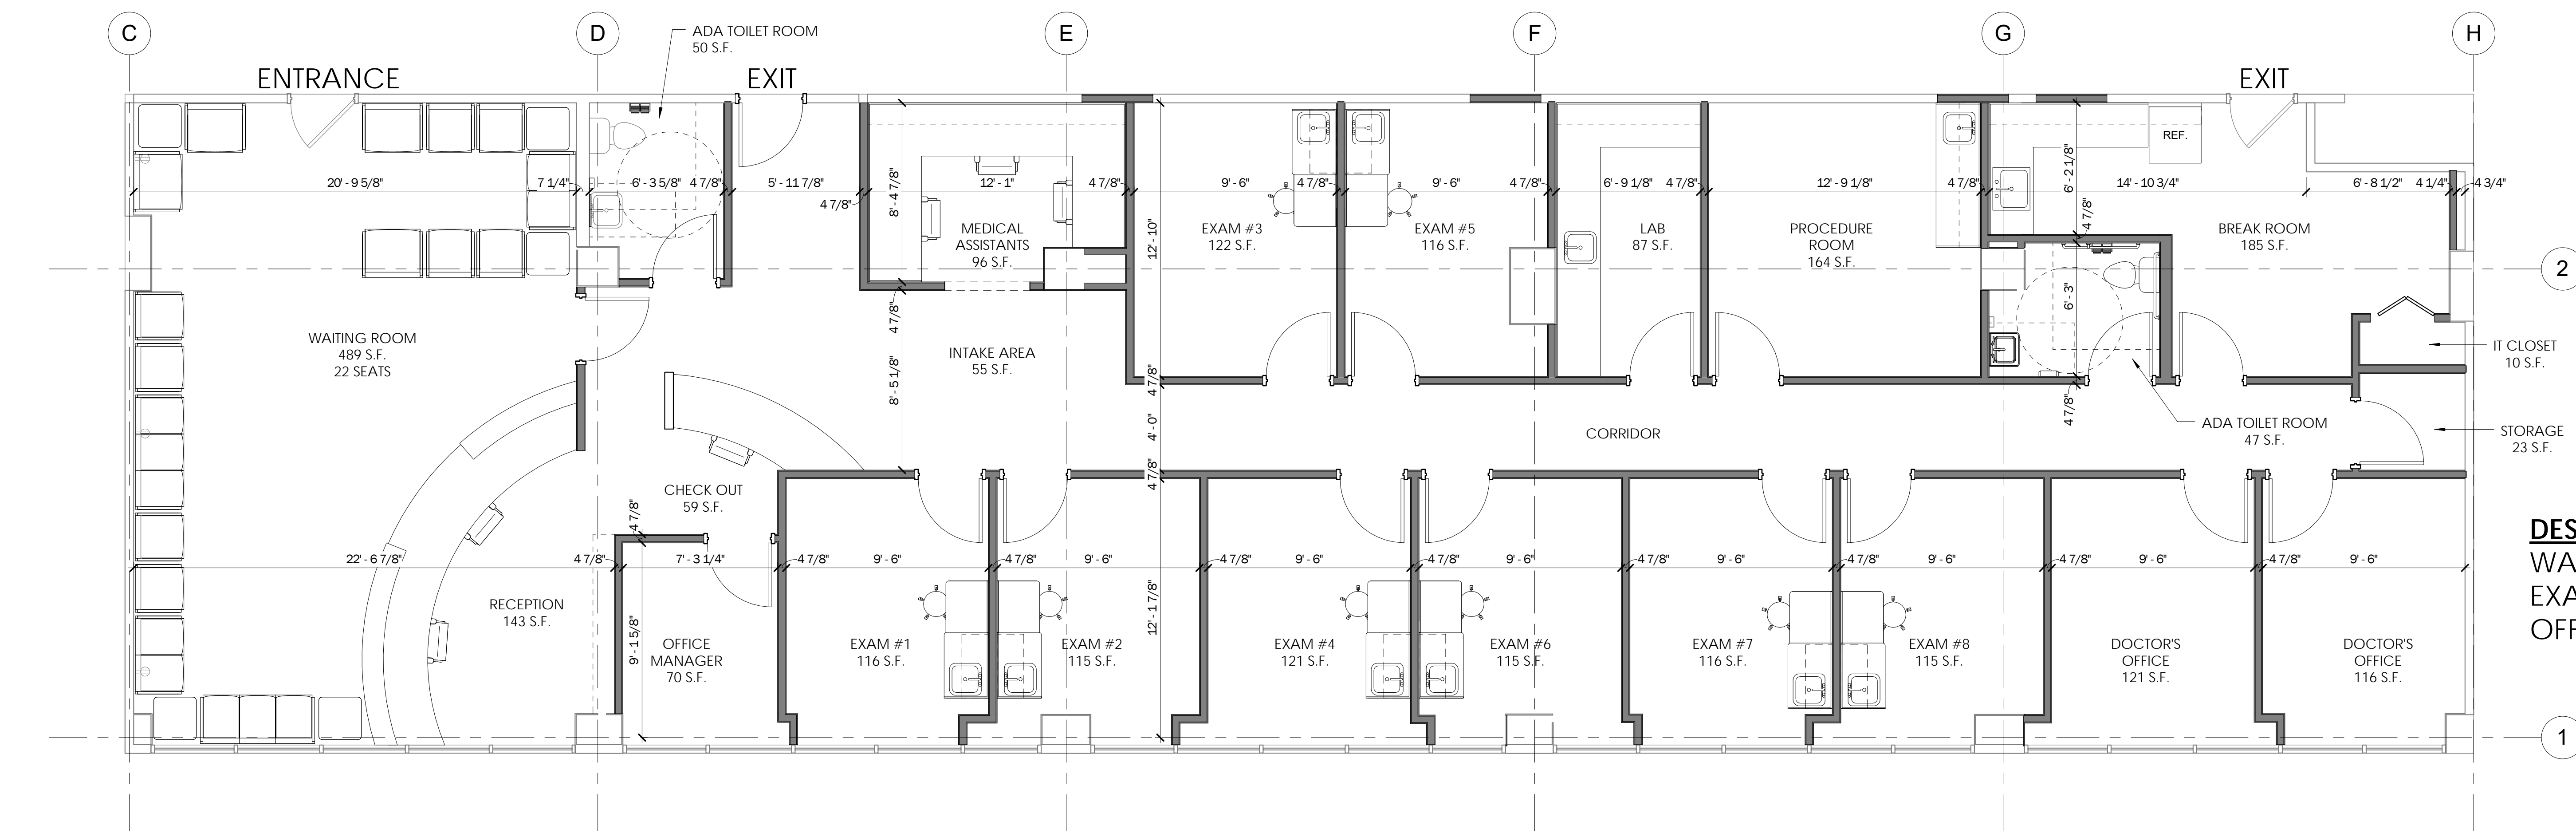 C
D
E
F
G
H
ADA TOILET ROOM
50 S.F.
ENTRANCE
EXIT
EXIT
REF.
20' - 9 5/8"
7 1/4"
6' - 3 5/8"
4 7/8"
5' - 11 7/8"
4 7/8"
8' - 4 7/8"
12' - 1"
4 7/8"
12' - 10"
9' - 6"
4 7/8"
9' - 6"
4 7/8"
6' - 9 1/8"
4 7/8"
12' - 9 1/8"
4 7/8"
6' - 2 1/8"
4 7/8"
14' - 10 3/4"
6' - 8 1/2"
4 1/4"
4 3/4"
MEDICAL
ASSISTANTS
96 S.F.
EXAM #3
122 S.F.
EXAM #5
116 S.F.
LAB
87 S.F.
PROCEDURE
ROOM
164 S.F.
BREAK ROOM
185 S.F.
2
6' - 3"
WAITING ROOM
489 S.F.
22 SEATS
INTAKE AREA
55 S.F.
4 7/8"
8' - 5 1/8"
4 7/8"
4' - 0"
4 7/8"
4 7/8"
IT CLOSET
10 S.F.
CORRIDOR
ADA TOILET ROOM
47 S.F.
STORAGE
23 S.F.
CHECK OUT
59 S.F.
4 7/8"
22' - 6 7/8"
4 7/8"
7' - 3 1/4"
4 7/8"
9' - 6"
4 7/8"
9' - 6"
4 7/8"
9' - 6"
4 7/8"
9' - 6"
4 7/8"
9' - 6"
4 7/8"
9' - 6"
4 7/8"
9' - 6"
4 7/8"
9' - 6"
9' - 1 5/8"
12' - 1 7/8"
RECEPTION
143 S.F.
OFFICE
MANAGER
70 S.F.
EXAM #1
116 S.F.
EXAM #2
115 S.F.
EXAM #4
121 S.F.
EXAM #6
115 S.F.
EXAM #7
116 S.F.
EXAM #8
115 S.F.
DOCTOR'S
OFFICE
121 S.F.
DOCTOR'S
OFFICE
116 S.F.
DES
WA
EXA
OFF
1